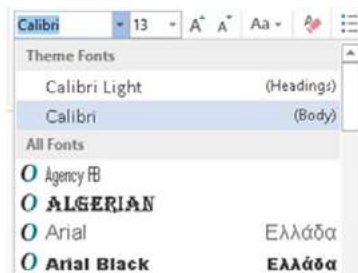 Calibri 13 A A Aa
Theme Fonts
Calibri Light (Headings)
Calibri (Body)
All Fonts
O Agency FB
O ALGERIAN
O Arial Ελλάδα
O Arial Black Ελλάδα